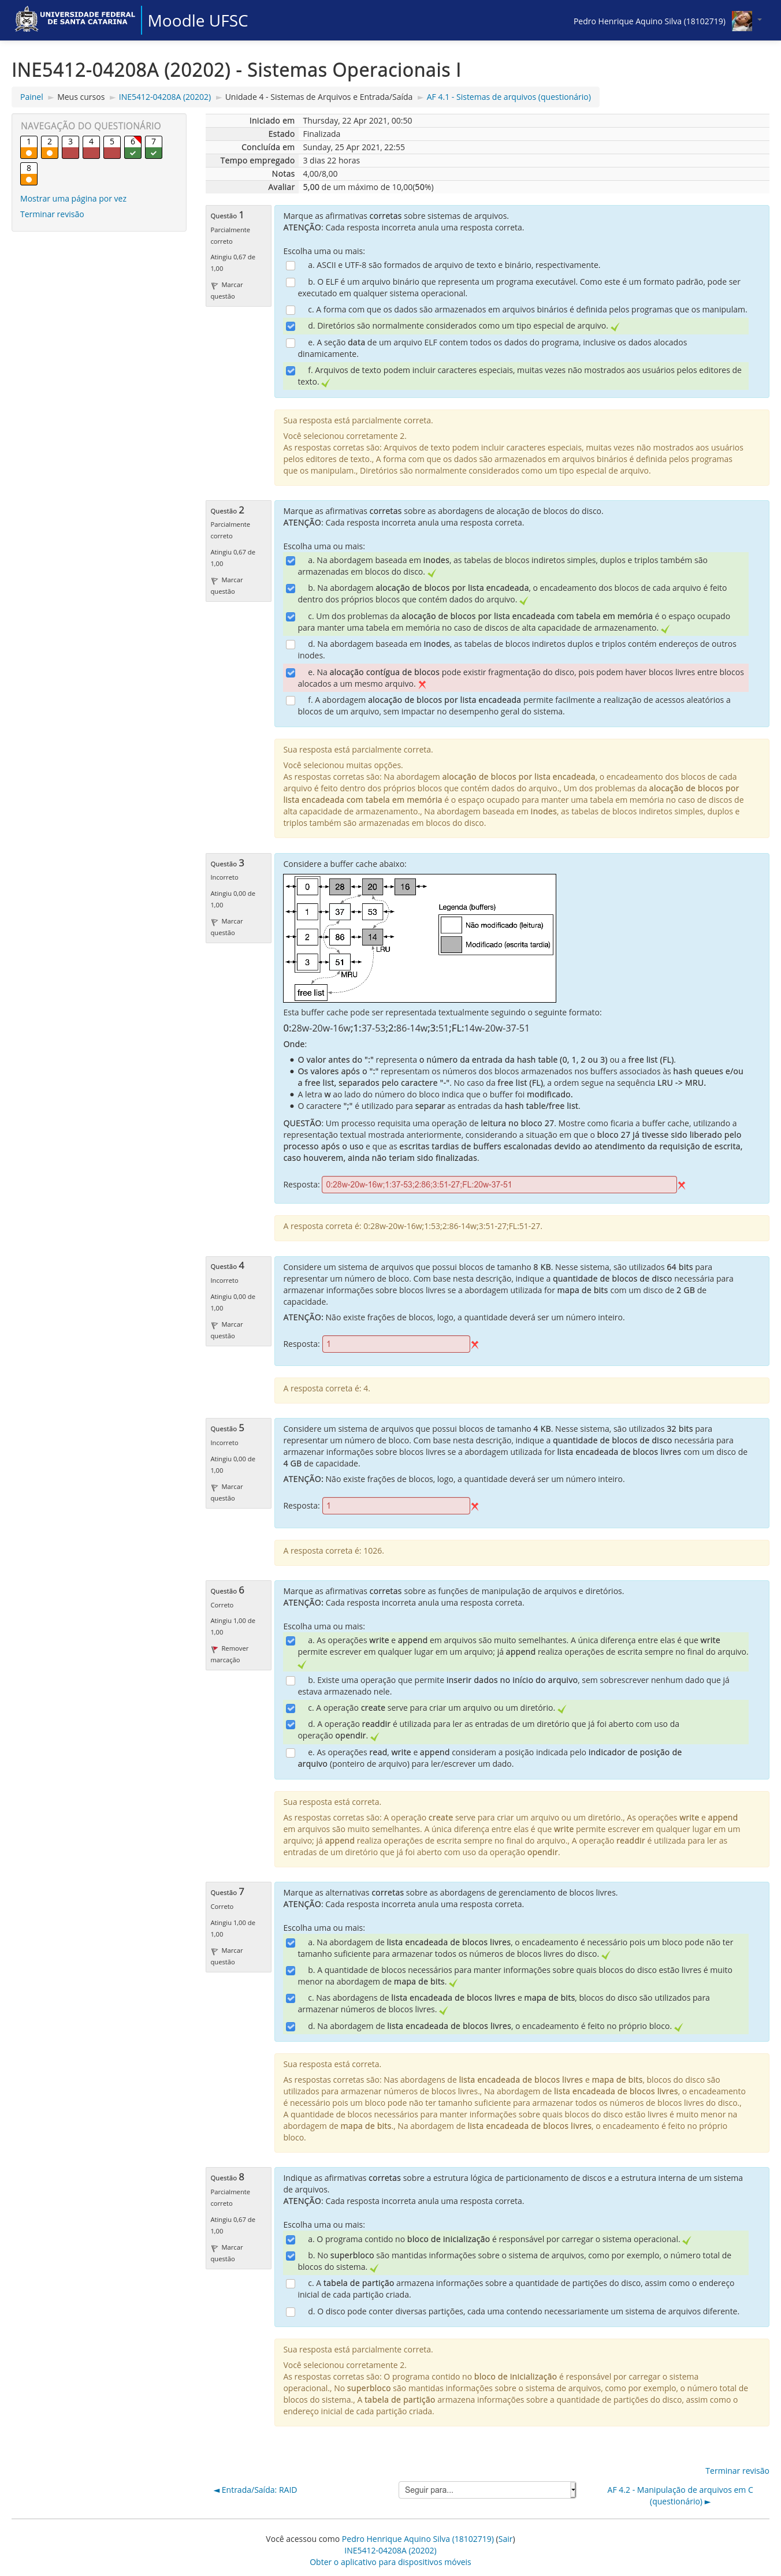 UNIVERSIDADE FEDERAL
DE SANTA CATARINA
Moodle UFSC
Pedro Henrique Aquino Silva (18102719)
INE5412-04208A (20202) - Sistemas Operacionais I
Painel ► Meus cursos ► INE5412-04208A (20202) ► Unidade 4 - Sistemas de Arquivos e Entrada/Saída ► AF 4.1 - Sistemas de arquivos (questionário)
NAVEGAÇÃO DO QUESTIONÁRIO
1 2 3 4 5 6 7
8
Mostrar uma página por vez
Terminar revisão
Iniciado em Thursday, 22 Apr 2021, 00:50
Estado Finalizada
Concluída em Sunday, 25 Apr 2021, 22:55
Tempo empregado 3 dias 22 horas
Notas 4,00/8,00
Avaliar 5,00 de um máximo de 10,00(50%)
Questão 1
Parcialmente
correto
Atingiu 0,67 de
1,00
Marcar
questão
Marque as afirmativas corretas sobre sistemas de arquivos.
ATENÇÃO: Cada resposta incorreta anula uma resposta correta.
Escolha uma ou mais:
a. ASCII e UTF-8 são formados de arquivo de texto e binário, respectivamente.
b. O ELF é um arquivo binário que representa um programa executável. Como este é um formato padrão, pode ser
executado em qualquer sistema operacional.
c. A forma com que os dados são armazenados em arquivos binários é definida pelos programas que os manipulam.
d. Diretórios são normalmente considerados como um tipo especial de arquivo.
e. A seção data de um arquivo ELF contem todos os dados do programa, inclusive os dados alocados
dinamicamente.
f. Arquivos de texto podem incluir caracteres especiais, muitas vezes não mostrados aos usuários pelos editores de
texto.
Sua resposta está parcialmente correta.
Você selecionou corretamente 2.
As respostas corretas são: Arquivos de texto podem incluir caracteres especiais, muitas vezes não mostrados aos usuários
pelos editores de texto., A forma com que os dados são armazenados em arquivos binários é definida pelos programas
que os manipulam., Diretórios são normalmente considerados como um tipo especial de arquivo.
Questão 2
Parcialmente
correto
Atingiu 0,67 de
1,00
Marcar
questão
Marque as afirmativas corretas sobre as abordagens de alocação de blocos do disco.
ATENÇÃO: Cada resposta incorreta anula uma resposta correta.
Escolha uma ou mais:
a. Na abordagem baseada em inodes, as tabelas de blocos indiretos simples, duplos e triplos também são
armazenadas em blocos do disco.
b. Na abordagem alocação de blocos por lista encadeada, o encadeamento dos blocos de cada arquivo é feito
dentro dos próprios blocos que contém dados do arquivo.
c. Um dos problemas da alocação de blocos por lista encadeada com tabela em memória é o espaço ocupado
para manter uma tabela em memória no caso de discos de alta capacidade de armazenamento.
d. Na abordagem baseada em inodes, as tabelas de blocos indiretos duplos e triplos contém endereços de outros
inodes.
e. Na alocação contígua de blocos pode existir fragmentação do disco, pois podem haver blocos livres entre blocos
alocados a um mesmo arquivo.
f. A abordagem alocação de blocos por lista encadeada permite facilmente a realização de acessos aleatórios a
blocos de um arquivo, sem impactar no desempenho geral do sistema.
Sua resposta está parcialmente correta.
Você selecionou muitas opções.
As respostas corretas são: Na abordagem alocação de blocos por lista encadeada, o encadeamento dos blocos de cada
arquivo é feito dentro dos próprios blocos que contém dados do arquivo., Um dos problemas da alocação de blocos por
lista encadeada com tabela em memória é o espaço ocupado para manter uma tabela em memória no caso de discos de
alta capacidade de armazenamento., Na abordagem baseada em inodes, as tabelas de blocos indiretos simples, duplos e
triplos também são armazenadas em blocos do disco.
Questão 3
Incorreto
Atingiu 0,00 de
1,00
Marcar
questão
Considere a buffer cache abaixo:
0 28 20 16
Legenda (buffers)
1 37 53
Não modificado (leitura)
2 86 14
Modificado (escrita tardia)
LRU
3 51
MRU
free list
Esta buffer cache pode ser representada textualmente seguindo o seguinte formato:
0:28w-20w-16w;1:37-53;2:86-14w;3:51;FL:14w-20w-37-51
Onde:
● O valor antes do ":" representa o número da entrada da hash table (0, 1, 2 ou 3) ou a free list (FL).
● Os valores após o ":" representam os números dos blocos armazenados nos buffers associados às hash queues e/ou
a free list, separados pelo caractere "-". No caso da free list (FL), a ordem segue na sequência LRU -> MRU.
● A letra w ao lado do número do bloco indica que o buffer foi modificado.
● O caractere ";" é utilizado para separar as entradas da hash table/free list.
QUESTÃO: Um processo requisita uma operação de leitura no bloco 27. Mostre como ficaria a buffer cache, utilizando a
representação textual mostrada anteriormente, considerando a situação em que o bloco 27 já tivesse sido liberado pelo
processo após o uso e que as escritas tardias de buffers escalonadas devido ao atendimento da requisição de escrita,
caso houverem, ainda não teriam sido finalizadas.
Resposta: 0:28w-20w-16w;1:37-53;2:86;3:51-27;FL:20w-37-51
A resposta correta é: 0:28w-20w-16w;1:53;2:86-14w;3:51-27;FL:51-27.
Questão 4
Incorreto
Atingiu 0,00 de
1,00
Marcar
questão
Considere um sistema de arquivos que possui blocos de tamanho 8 KB. Nesse sistema, são utilizados 64 bits para
representar um número de bloco. Com base nesta descrição, indique a quantidade de blocos de disco necessária para
armazenar informações sobre blocos livres se a abordagem utilizada for mapa de bits com um disco de 2 GB de
capacidade.
ATENÇÃO: Não existe frações de blocos, logo, a quantidade deverá ser um número inteiro.
Resposta: 1
A resposta correta é: 4.
Questão 5
Incorreto
Atingiu 0,00 de
1,00
Marcar
questão
Considere um sistema de arquivos que possui blocos de tamanho 4 KB. Nesse sistema, são utilizados 32 bits para
representar um número de bloco. Com base nesta descrição, indique a quantidade de blocos de disco necessária para
armazenar informações sobre blocos livres se a abordagem utilizada for lista encadeada de blocos livres com um disco de
4 GB de capacidade.
ATENÇÃO: Não existe frações de blocos, logo, a quantidade deverá ser um número inteiro.
Resposta: 1
A resposta correta é: 1026.
Questão 6
Correto
Atingiu 1,00 de
1,00
Remover
marcação
Marque as afirmativas corretas sobre as funções de manipulação de arquivos e diretórios.
ATENÇÃO: Cada resposta incorreta anula uma resposta correta.
Escolha uma ou mais:
a. As operações write e append em arquivos são muito semelhantes. A única diferença entre elas é que write
permite escrever em qualquer lugar em um arquivo; já append realiza operações de escrita sempre no final do arquivo.
b. Existe uma operação que permite inserir dados no início do arquivo, sem sobrescrever nenhum dado que já
estava armazenado nele.
c. A operação create serve para criar um arquivo ou um diretório.
d. A operação readdir é utilizada para ler as entradas de um diretório que já foi aberto com uso da
operação opendir.
e. As operações read, write e append consideram a posição indicada pelo indicador de posição de
arquivo (ponteiro de arquivo) para ler/escrever um dado.
Sua resposta está correta.
As respostas corretas são: A operação create serve para criar um arquivo ou um diretório., As operações write e append
em arquivos são muito semelhantes. A única diferença entre elas é que write permite escrever em qualquer lugar em um
arquivo; já append realiza operações de escrita sempre no final do arquivo., A operação readdir é utilizada para ler as
entradas de um diretório que já foi aberto com uso da operação opendir.
Questão 7
Correto
Atingiu 1,00 de
1,00
Marcar
questão
Marque as alternativas corretas sobre as abordagens de gerenciamento de blocos livres.
ATENÇÃO: Cada resposta incorreta anula uma resposta correta.
Escolha uma ou mais:
a. Na abordagem de lista encadeada de blocos livres, o encadeamento é necessário pois um bloco pode não ter
tamanho suficiente para armazenar todos os números de blocos livres do disco.
b. A quantidade de blocos necessários para manter informações sobre quais blocos do disco estão livres é muito
menor na abordagem de mapa de bits.
c. Nas abordagens de lista encadeada de blocos livres e mapa de bits, blocos do disco são utilizados para
armazenar números de blocos livres.
d. Na abordagem de lista encadeada de blocos livres, o encadeamento é feito no próprio bloco.
Sua resposta está correta.
As respostas corretas são: Nas abordagens de lista encadeada de blocos livres e mapa de bits, blocos do disco são
utilizados para armazenar números de blocos livres., Na abordagem de lista encadeada de blocos livres, o encadeamento
é necessário pois um bloco pode não ter tamanho suficiente para armazenar todos os números de blocos livres do disco.,
A quantidade de blocos necessários para manter informações sobre quais blocos do disco estão livres é muito menor na
abordagem de mapa de bits., Na abordagem de lista encadeada de blocos livres, o encadeamento é feito no próprio
bloco.
Questão 8
Parcialmente
correto
Atingiu 0,67 de
1,00
Marcar
questão
Indique as afirmativas corretas sobre a estrutura lógica de particionamento de discos e a estrutura interna de um sistema
de arquivos.
ATENÇÃO: Cada resposta incorreta anula uma resposta correta.
Escolha uma ou mais:
a. O programa contido no bloco de inicialização é responsável por carregar o sistema operacional.
b. No superbloco são mantidas informações sobre o sistema de arquivos, como por exemplo, o número total de
blocos do sistema.
c. A tabela de partição armazena informações sobre a quantidade de partições do disco, assim como o endereço
inicial de cada partição criada.
d. O disco pode conter diversas partições, cada uma contendo necessariamente um sistema de arquivos diferente.
Sua resposta está parcialmente correta.
Você selecionou corretamente 2.
As respostas corretas são: O programa contido no bloco de inicialização é responsável por carregar o sistema
operacional., No superbloco são mantidas informações sobre o sistema de arquivos, como por exemplo, o número total de
blocos do sistema., A tabela de partição armazena informações sobre a quantidade de partições do disco, assim como o
endereço inicial de cada partição criada.
Terminar revisão
◄ Entrada/Saída: RAID
Seguir para...
AF 4.2 - Manipulação de arquivos em C
(questionário) ►
Você acessou como Pedro Henrique Aquino Silva (18102719) (Sair)
INE5412-04208A (20202)
Obter o aplicativo para dispositivos móveis